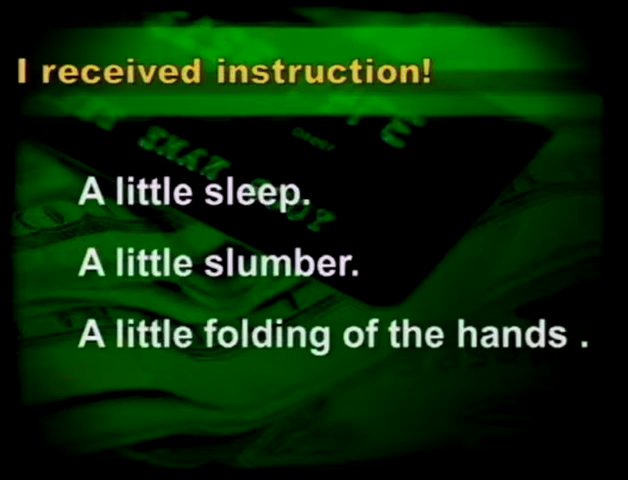 I received instruction!
A little sleep.
A little slumber.
A little folding of the hands .